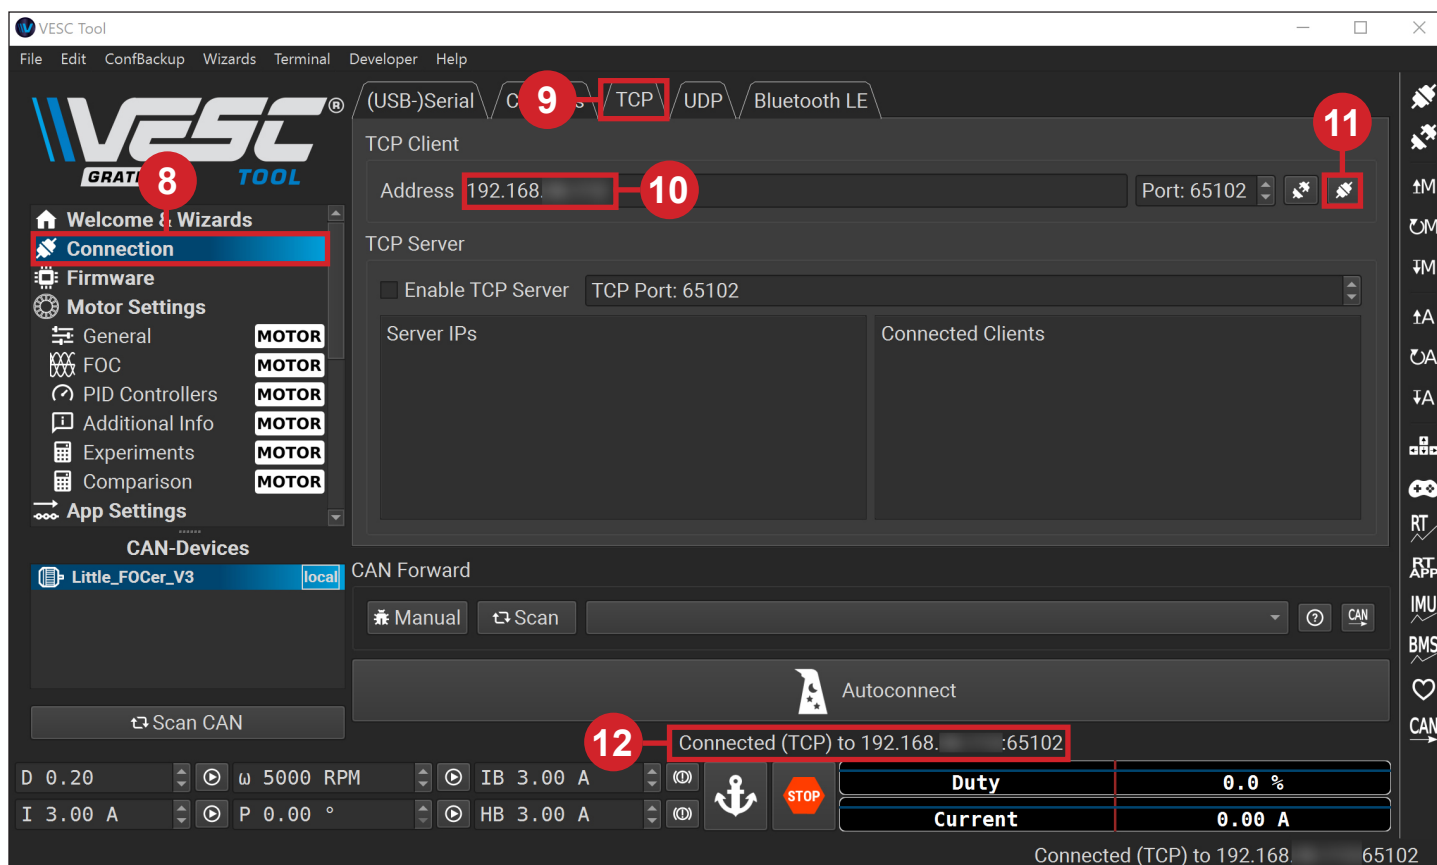 VESC Tool
File Edit ConfBackup Wizards Terminal Developer Help
VESC®
TOOL
8
Welcome & Wizards
Connection
Firmware
Motor Settings
General MOTOR
FOC MOTOR
PID Controllers MOTOR
Additional Info MOTOR
Experiments MOTOR
Comparison MOTOR
App Settings
CAN-Devices
Little_FOCer_V3 local
Scan CAN
(USB-)Serial 9 TCP UDP Bluetooth LE
TCP Client
11
Address 192.168. 10 Port: 65102
TCP Server
Enable TCP Server TCP Port: 65102
Server IPs Connected Clients
CAN Forward
Manual Scan CAN
Autoconnect
12 Connected (TCP) to 192.168. :65102
D 0.20 ω 5000 RPM IB 3.00 A
I 3.00 A P 0.00 ° HB 3.00 A
STOP
Duty 0.0 %
Current 0.00 A
Connected (TCP) to 192.168. 65102
M
M
M
A
A
A
RT
RT
APP
IMU
BMS
CAN